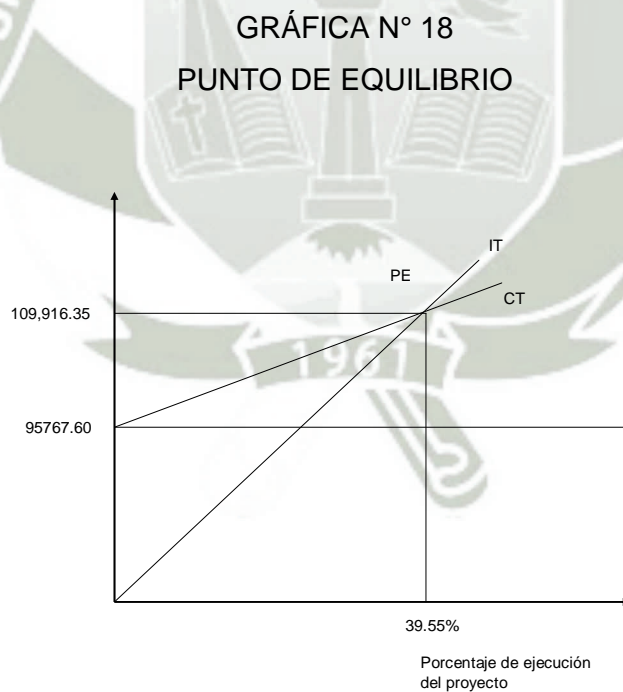 GRÁFICA N° 18
PUNTO DE EQUILIBRIO
IT
PE
CT
109,916.35
1961
95767.60
39.55%
Porcentaje de ejecución
del proyecto